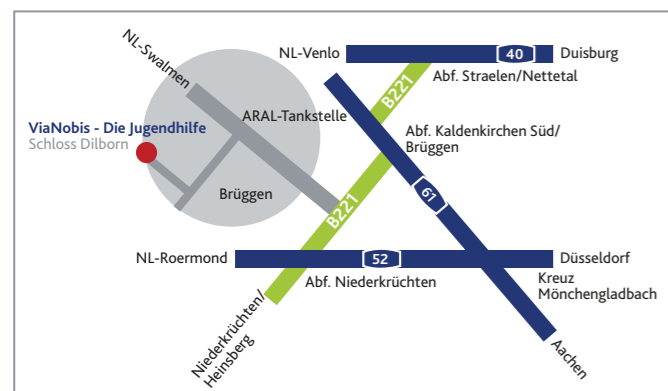 NL-Swalmen
NL-Venlo
40
Duisburg
Abf. Straelen/Nettetal
B221
ARAL-Tankstelle
ViaNobis - Die Jugendhilfe
Schloss Dilborn
Abf. Kaldenkirchen Süd/
Brüggen
Brüggen
61
B221
NL-Roermond
52
Düsseldorf
Abf. Niederkrüchten
Kreuz
Mönchengladbach
Niederkrüchten/
Heinsberg
Aachen